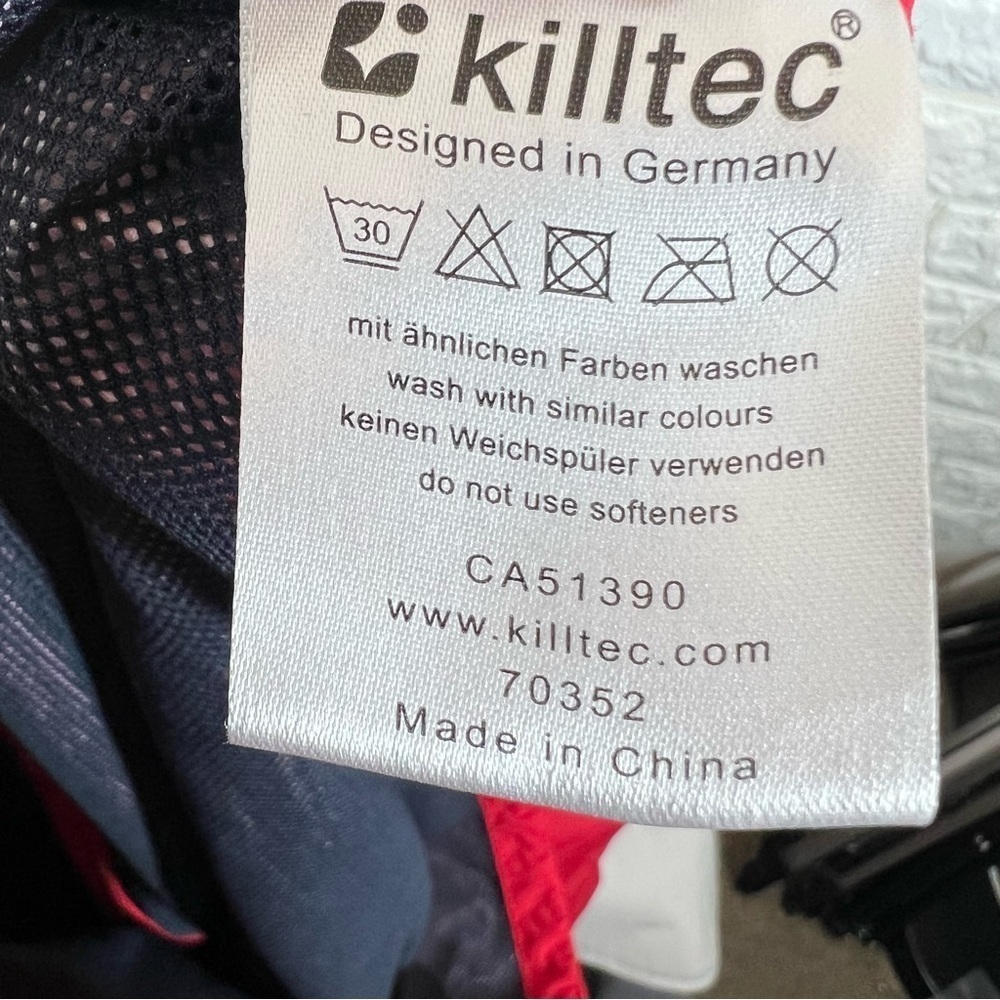 killtec®
Designed in Germany
30
mit ähnlichen Farben waschen
wash with similar colours
keinen Weichspüler verwenden
do not use softeners
CA51390
www.killtec.com
70352
Made in China